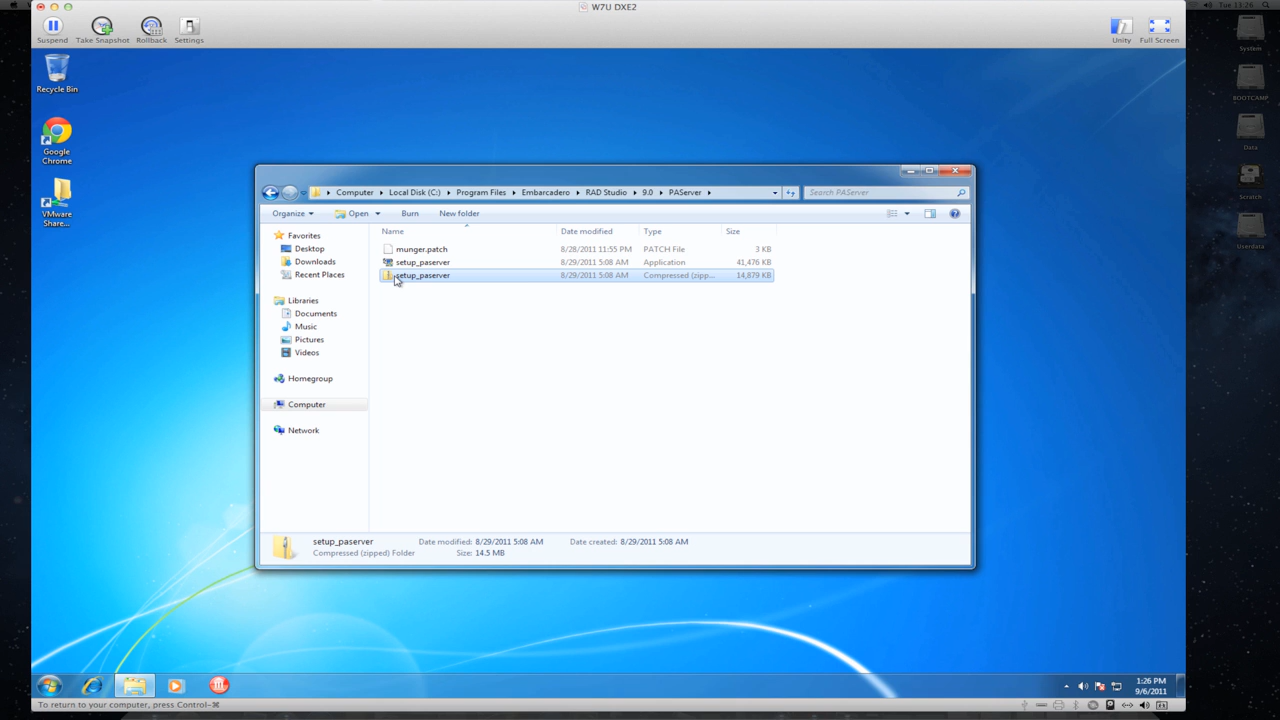 W7U DXE2
Tue 13:26
Suspend
Take Snapshot
Rollback
Settings
Unity
Full Screen
System
BOOTCAMP
Data
Scratch
Userdata
Recycle Bin
Google
Chrome
VMware
Share...
Computer
Local Disk (C:)
Program Files
Embarcadero
RAD Studio
9.0
PAServer
Search PAServer
Organize
Open
Burn
New folder
Favorites
Desktop
Downloads
Recent Places
Libraries
Documents
Music
Pictures
Videos
Homegroup
Computer
Network
Name Date modified Type Size
munger.patch 8/28/2011 11:55 PM PATCH File 3 KB
setup_paserver 8/29/2011 5:08 AM Application 41,476 KB
setup_paserver 8/29/2011 5:08 AM Compressed (zipp... 14,879 KB
setup_paserver Date modified: 8/29/2011 5:08 AM Date created: 8/29/2011 5:08 AM
Compressed (zipped) Folder Size: 14.5 MB
1:26 PM
9/6/2011
To return to your computer, press Control-⌘